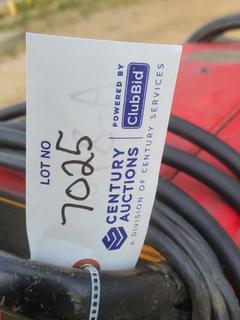 LOT NO
7025
CENTURY
AUCTIONS
A DIVISION OF CENTURY SERVICES
POWERED BY
ClubBid